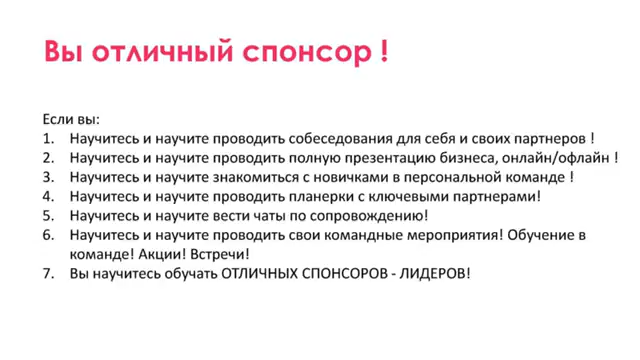 Вы отличный спонсор !
Если вы:
1. Научитесь и научите проводить собеседования для себя и своих партнеров !
2. Научитесь и научите проводить полную презентацию бизнеса, онлайн/офлайн !
3. Научитесь и научите знакомиться с новичками в персональной команде !
4. Научитесь и научите проводить планерки с ключевыми партнерами!
5. Научитесь и научите вести чаты по сопровождению!
6. Научитесь и научите проводить свои командные мероприятия! Обучение в
команде! Акции! Встречи!
7. Вы научитесь обучать ОТЛИЧНЫХ СПОНСОРОВ - ЛИДЕРОВ!